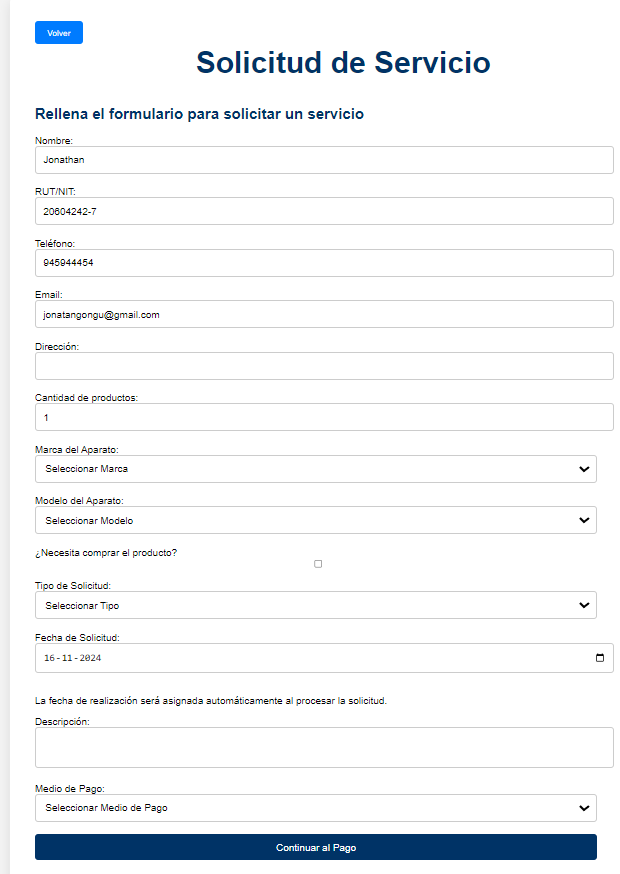 Volver
Solicitud de Servicio
Rellena el formulario para solicitar un servicio
Nombre:
Jonathan
RUT/NIT:
20604242-7
Teléfono:
945944454
Email:
jonatangongu@gmail.com
Dirección:
Cantidad de productos:
1
Marca del Aparato:
Seleccionar Marca
Modelo del Aparato:
Seleccionar Modelo
¿Necesita comprar el producto?
Tipo de Solicitud:
Seleccionar Tipo
Fecha de Solicitud:
16-11-2024
La fecha de realización será asignada automáticamente al procesar la solicitud.
Descripción:
Medio de Pago:
Seleccionar Medio de Pago
Continuar al Pago